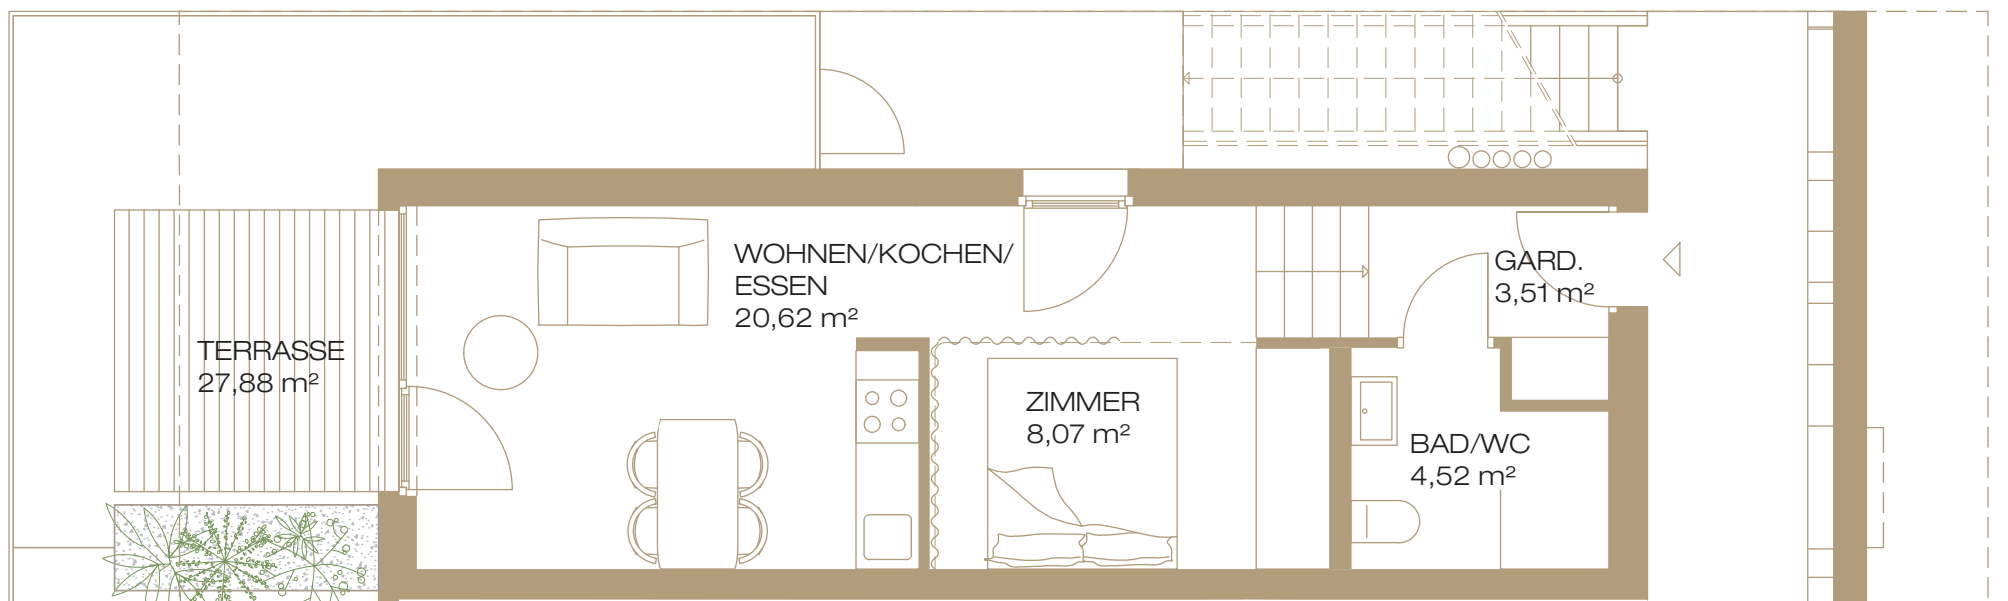 WOHNEN/KOCHEN/
ESSEN
20,62 m²
GARD.
3,51 m²
TERRASSE
27,88 m²
ZIMMER
8,07 m²
BAD/WC
4,52 m²